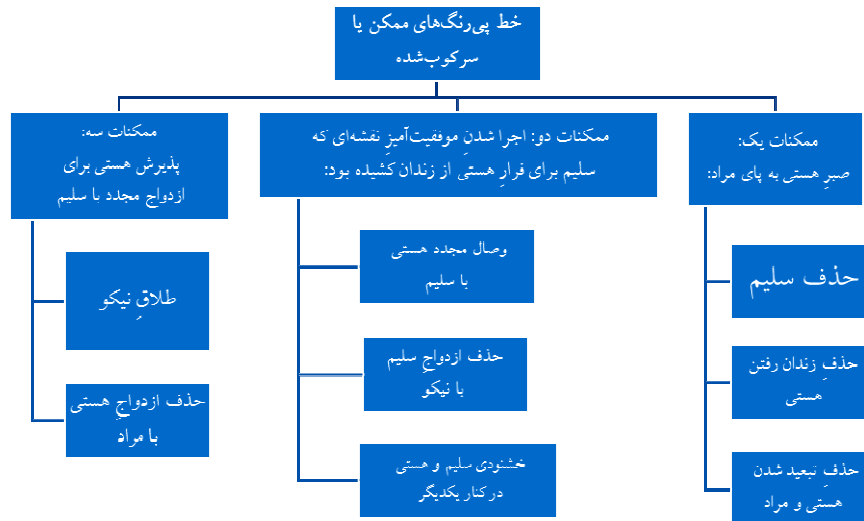 خط پی‌رنگ‌های ممکن یا
سرکوب‌شده
ممکنات یک:
صبرِ هستی به پای مراد:
حذف سلیم
حذفِ زندان رفتن
هستی
حذفِ تبعید شدن
هستی و مراد
ممکنات دو: اجرا شدنِ موفقیت‌آمیزِ نقشه‌ای که
سلیم برای فرارِ هستی از زندان کشیده بود:
وصال مجدد هستی
با سلیم
حذف ازدواجِ سلیم
با نیکو
خشنودی سلیم و هستی
در کنار یکدیگر
ممکنات سه:
پذیرش هستی برای
ازدواج مجدد با سلیم
طلاقِ نیکو
حذف ازدواجِ هستی
با مراد